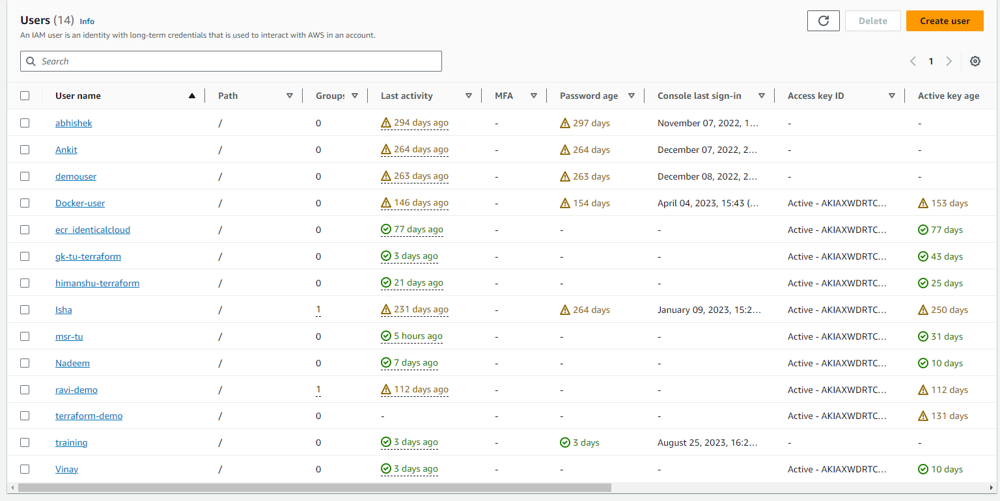 Users (14) Info
An IAM user is an identity with long-term credentials that is used to interact with AWS in an account.
Delete
Create user
Search
1
User name Path Groups Last activity MFA Password age Console last sign-in Access key ID Active key age
abhishek / 0 294 days ago - 297 days November 07, 2022, 1... - -
Ankit / 0 264 days ago - 264 days December 07, 2022, 2... - -
demouser / 0 263 days ago - 263 days December 08, 2022, 2... - -
Docker-user / 0 146 days ago - 154 days April 04, 2023, 15:43 (... Active - AKIAXWDRTC... 153 days
ecr_identicalcloud / 0 77 days ago - - - Active - AKIAXWDRTC... 77 days
gk-tu-terraform / 0 3 days ago - - - Active - AKIAXWDRTC... 43 days
himanshu-terraform / 0 21 days ago - - - Active - AKIAXWDRTC... 25 days
Isha / 1 231 days ago - 264 days January 09, 2023, 15:2... Active - AKIAXWDRTC... 250 days
msr-tu / 0 5 hours ago - - - Active - AKIAXWDRTC... 31 days
Nadeem / 0 7 days ago - - - Active - AKIAXWDRTC... 10 days
ravi-demo / 1 112 days ago - - - Active - AKIAXWDRTC... 112 days
terraform-demo / 0 - - - - Active - AKIAXWDRTC... 131 days
training / 0 3 days ago - 3 days August 25, 2023, 16:2... - -
Vinay / 0 3 days ago - - - Active - AKIAXWDRTC... 10 days